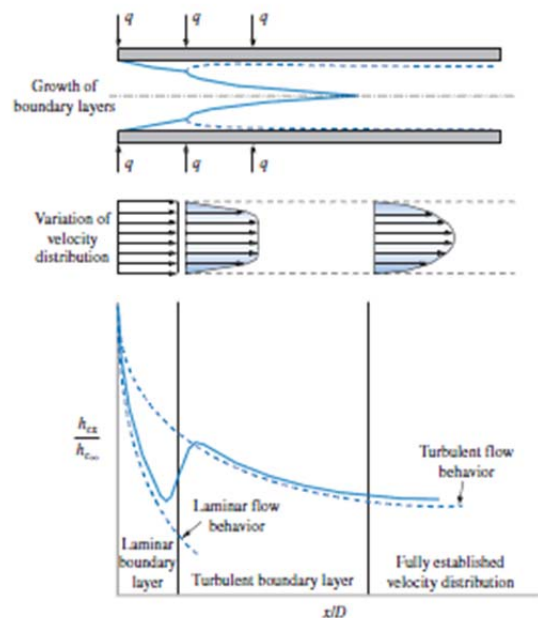 q q q
Growth of
boundary layers
q q q
Variation of
velocity
distribution
h_cx
h_c∞
Turbulent flow
behavior
Laminar flow
behavior
Laminar
boundary
layer
Turbulent boundary layer
Fully established
velocity distribution
x/D